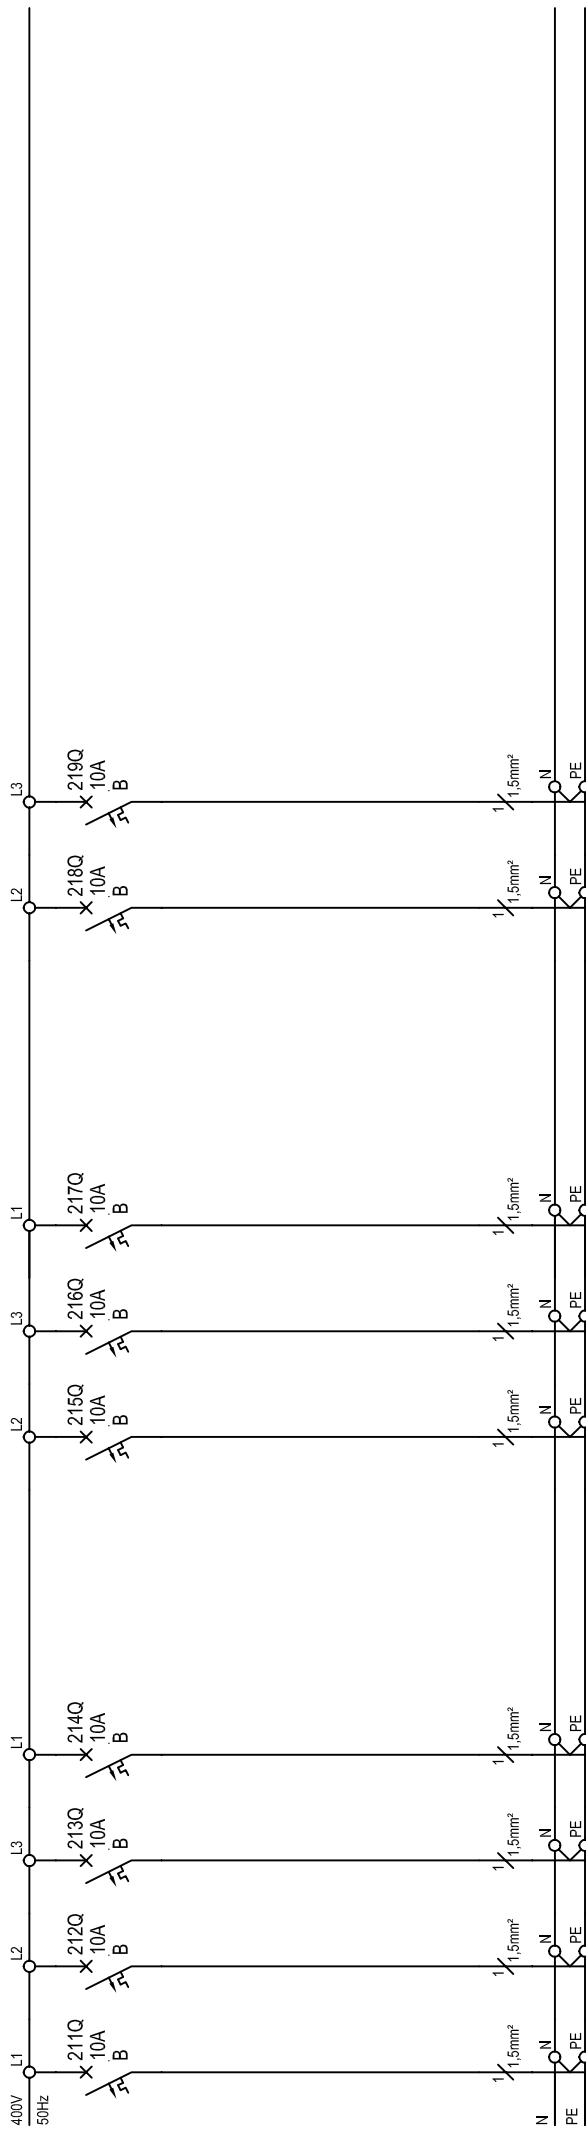 400V
50Hz
L1
211Q
10A
B
1
1,5mm²
N
PE
L2
212Q
10A
B
1
1,5mm²
N
PE
L3
213Q
10A
B
1
1,5mm²
N
PE
L1
214Q
10A
B
1
1,5mm²
N
PE
L2
215Q
10A
B
1
1,5mm²
N
PE
L3
216Q
10A
B
1
1,5mm²
N
PE
L1
217Q
10A
B
1
1,5mm²
N
PE
L2
218Q
10A
B
1
1,5mm²
N
PE
L3
219Q
10A
B
1
1,5mm²
N
PE
N
PE